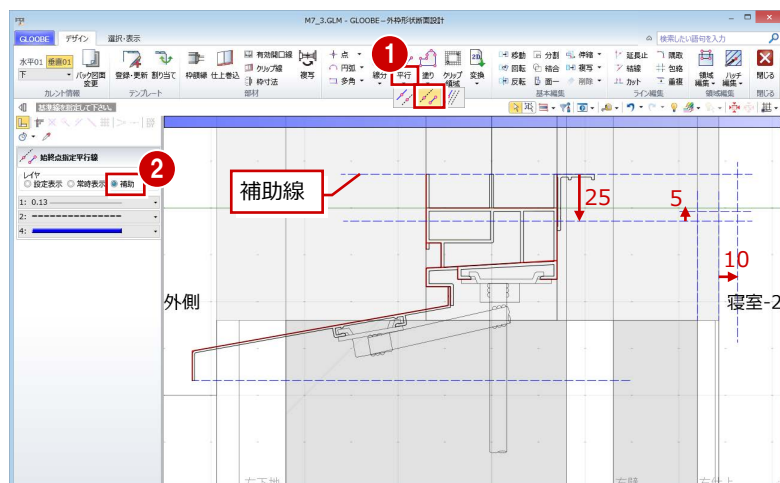 M7_3.GLM - GLOOBE-外枠形状断面設計
GLOOBE デザイン 選択・表示 検索したい語句を入力
水平01 垂直01
下
バック図面変更
登録・更新 割り当て
枠額縁 仕上巻込
有効開口線
クリップ線
枠寸法
複写
点
円弧
多角
線分 平行 塗り クリップ領域 変換
移動 分割 伸縮
回転 結合 複写
反転 面一 削除
延長止 間取
結線 包絡
カット 重複
領域編集 ハッチ編集 閉じる
カレント情報 テンプレート 部材 基本編集 ライン編集 領域編集 閉じる
1
基準線を指定して下さい。
始終点指定平行線
2
レイヤ
設定表示 常時表示 補助
1: 0.13
2:
4:
補助線
25
5
10
外側
寝室-2
左下地
右壁